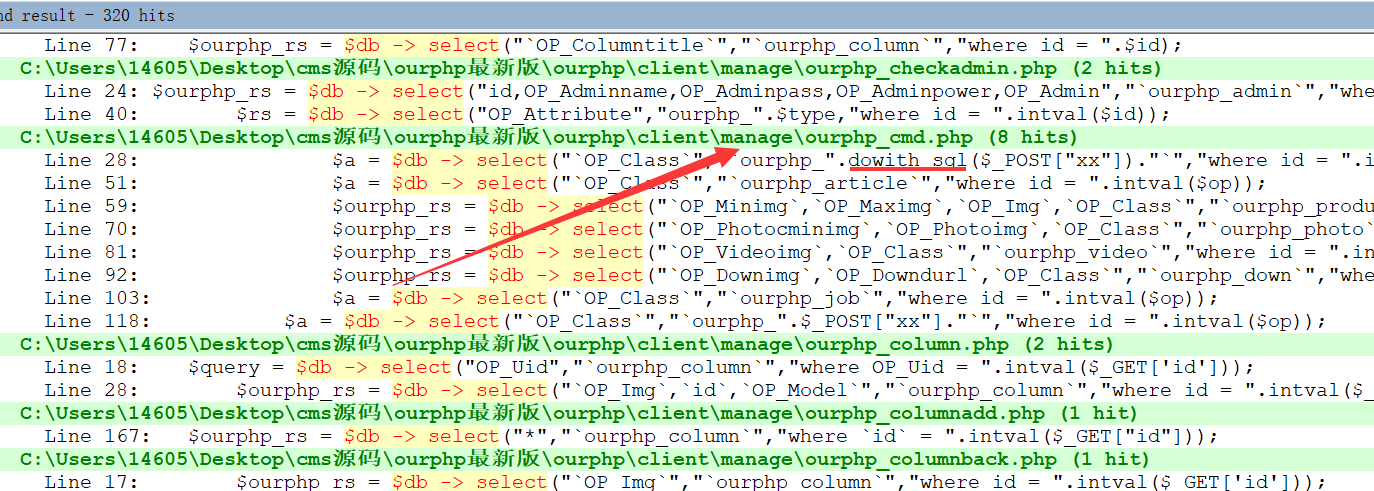 nd result - 320 hits
Line 77: $ourphp_rs = $db -> select("`OP_Columntitle`","`ourphp_column`","where id = ".$id);
C:\Users\14605\Desktop\cms源码\ourphp最新版\ourphp\client\manage\ourphp_checkadmin.php (2 hits)
Line 24: $ourphp_rs = $db -> select("id,OP_Adminname,OP_Adminpass,OP_Adminpower,OP_Admin","`ourphp_admin`","whe
Line 40: $rs = $db -> select("OP_Attribute","ourphp_".$type,"where id = ".intval($id));
C:\Users\14605\Desktop\cms源码\ourphp最新版\ourphp\client\manage\ourphp_cmd.php (8 hits)
Line 28: $a = $db -> select("`OP_Class`","`ourphp_".dowith_sql($_POST["xx"])."`","where id = ".i
Line 51: $a = $db -> select("`OP_Class`","`ourphp_article`","where id = ".intval($op));
Line 59: $ourphp_rs = $db -> select("`OP_Minimg`,`OP_Maximg`,`OP_Img`,`OP_Class`","`ourphp_produ
Line 70: $ourphp_rs = $db -> select("`OP_Photocminimg`,`OP_Photoimg`,`OP_Class`","`ourphp_photo`
Line 81: $ourphp_rs = $db -> select("`OP_Videoimg`,`OP_Class`","`ourphp_video`","where id = ".in
Line 92: $ourphp_rs = $db -> select("`OP_Downimg`,`OP_Downdurl`,`OP_Class`","`ourphp_down`","whe
Line 103: $a = $db -> select("`OP_Class`","`ourphp_job`","where id = ".intval($op));
Line 118: $a = $db -> select("`OP_Class`","`ourphp_".$_POST["xx"]."`","where id = ".intval($op));
C:\Users\14605\Desktop\cms源码\ourphp最新版\ourphp\client\manage\ourphp_column.php (2 hits)
Line 18: $query = $db -> select("OP_Uid","`ourphp_column`","where OP_Uid = ".intval($_GET['id']));
Line 28: $ourphp_rs = $db -> select("`OP_Img`,`id`,`OP_Model`","`ourphp_column`","where id = ".intval($_
C:\Users\14605\Desktop\cms源码\ourphp最新版\ourphp\client\manage\ourphp_columnadd.php (1 hit)
Line 167: $ourphp_rs = $db -> select("*","`ourphp_column`","where `id` = ".intval($_GET["id"]));
C:\Users\14605\Desktop\cms源码\ourphp最新版\ourphp\client\manage\ourphp_columnback.php (1 hit)
Line 17: $ourphp_rs = $db -> select("`OP_Img`","`ourphp_column`","where id = ".intval($_GET['id']));